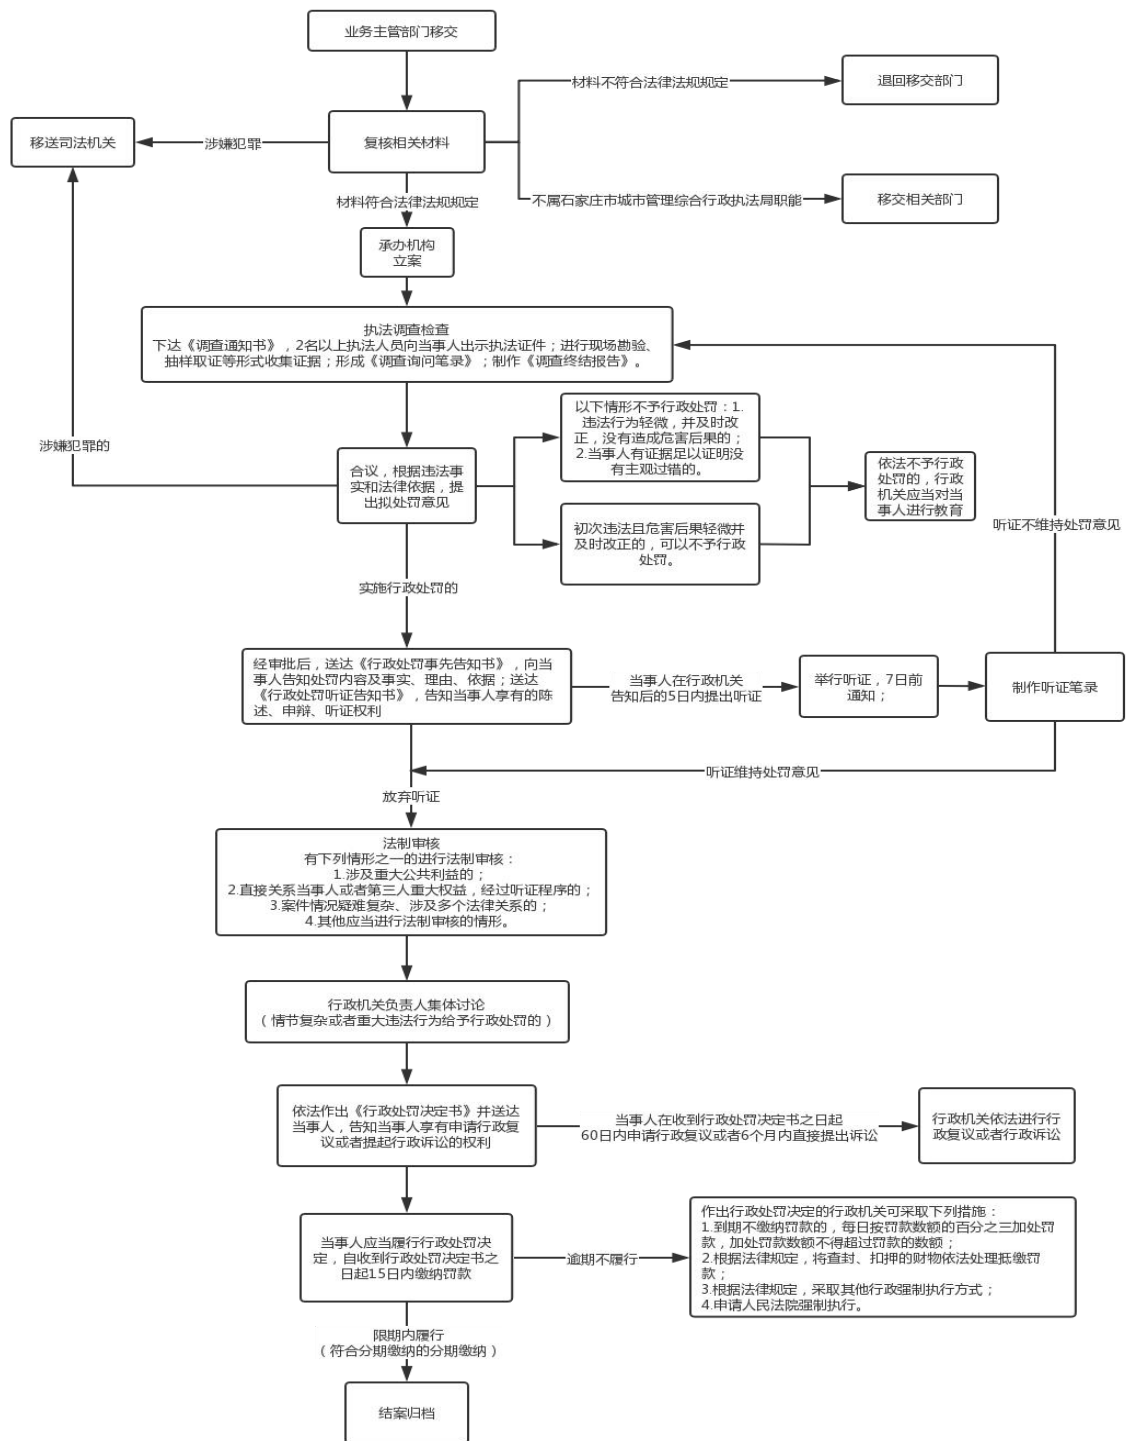 业务主管部门移交
材料不符合法律法规规定
退回移交部门
移送司法机关
涉嫌犯罪
复核相关材料
材料符合法律法规规定
不属石家庄市城市管理综合行政执法局职能
移交相关部门
承办机构
立案
执法调查检查
下达《调查通知书》，2名以上执法人员向当事人出示执法证件；进行现场勘验、
抽样取证等形式收集证据；形成《调查询问笔录》；制作《调查终结报告》。
涉嫌犯罪的
合议，根据违法事
实和法律依据，提
出拟处罚意见
以下情形不予行政处罚：1.
违法行为轻微，并及时改
正，没有造成危害后果的；
2.当事人有证据足以证明没
有主观过错的。
初次违法且危害后果轻微并
及时改正的，可以不予行政
处罚。
依法不予行政
处罚的，行政
机关应当对当
事人进行教育
听证不维持处罚意见
实施行政处罚的
经审批后，送达《行政处罚事先告知书》，向当
事人告知处罚内容及事实、理由、依据；送达
《行政处罚听证告知书》，告知当事人享有的陈
述、申辩、听证权利
当事人在行政机关
告知后的5日内提出听证
举行听证，7日前
通知；
制作听证笔录
听证维持处罚意见
放弃听证
法制审核
有下列情形之一的进行法制审核：
1.涉及重大公共利益的；
2.直接关系当事人或者第三人重大权益，经过听证程序的；
3.案件情况疑难复杂、涉及多个法律关系的；
4.其他应当进行法制审核的情形。
行政机关负责人集体讨论
（情节复杂或者重大违法行为给予行政处罚的）
依法作出《行政处罚决定书》并送达
当事人，告知当事人享有申请行政复
议或者提起行政诉讼的权利
当事人在收到行政处罚决定书之日起
60日内申请行政复议或者6个月内直接提出诉讼
行政机关依法进行行
政复议或者行政诉讼
当事人应当履行行政处罚决
定，自收到行政处罚决定书之
日起15日内缴纳罚款
逾期不履行
作出行政处罚决定的行政机关可采取下列措施：
1.到期不缴纳罚款的，每日按罚款数额的百分之三加处罚
款，加处罚款数额不得超过罚款的数额；
2.根据法律规定，将查封、扣押的财物依法处理抵缴罚
款；
3.根据法律规定，采取其他行政强制执行方式；
4.申请人民法院强制执行。
限期内履行
（符合分期缴纳的分期缴纳）
结案归档